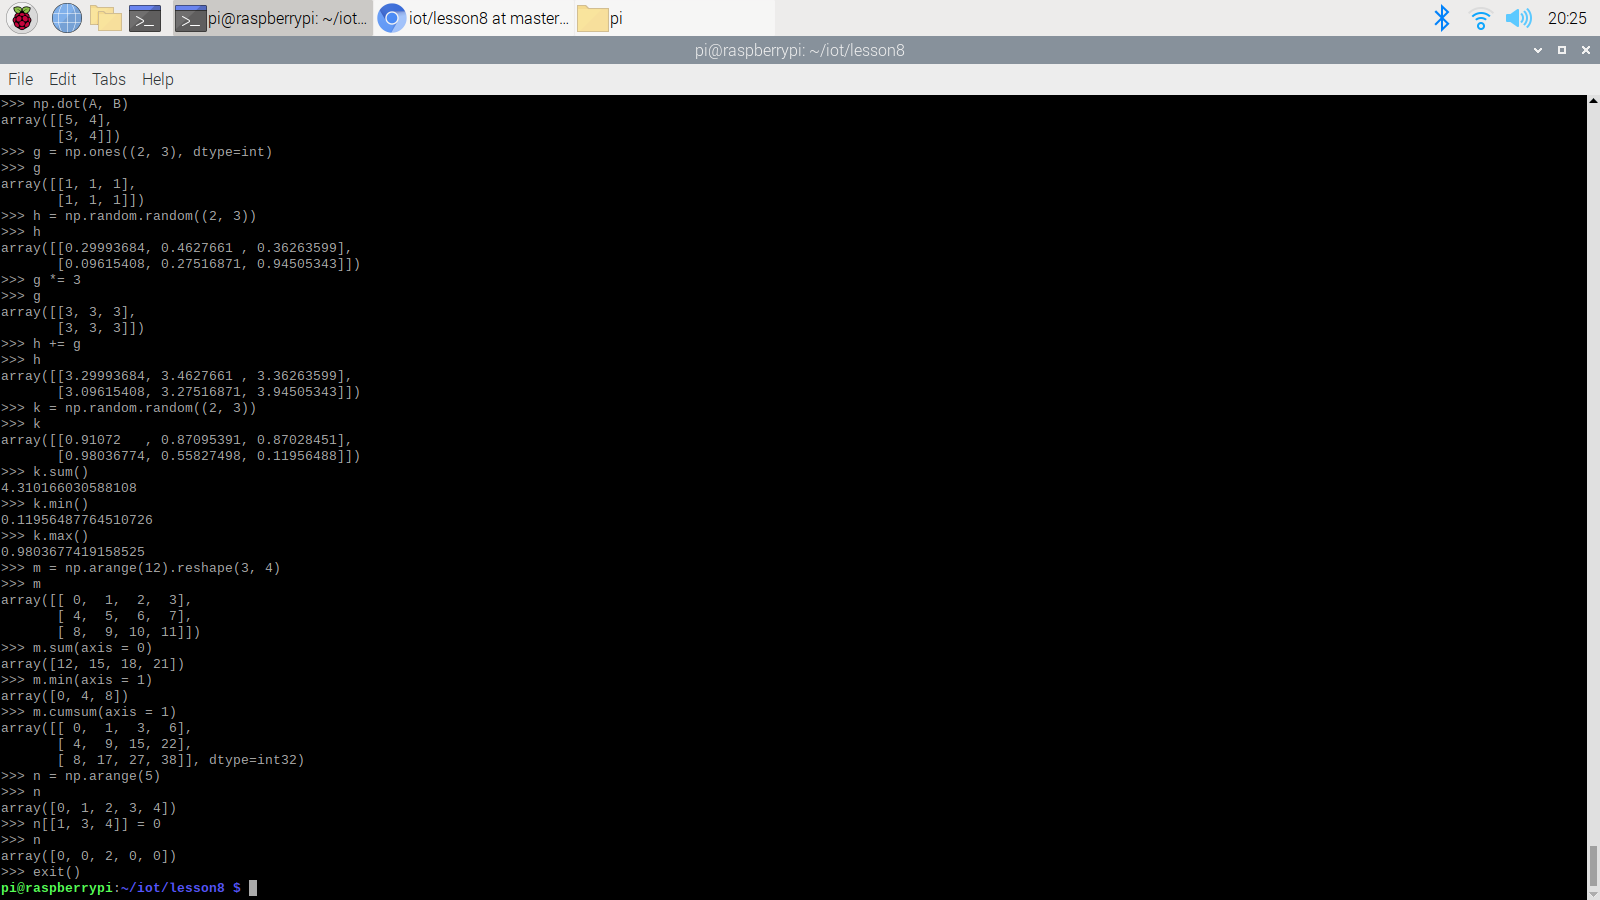 pi@raspberrypi: ~/iot...
iot/lesson8 at master...
pi
20:25
pi@raspberrypi: ~/iot/lesson8
File Edit Tabs Help
>>> np.dot(A, B)
array([[5, 4],
       [3, 4]])
>>> g = np.ones((2, 3), dtype=int)
>>> g
array([[1, 1, 1],
       [1, 1, 1]])
>>> h = np.random.random((2, 3))
>>> h
array([[0.29993684, 0.4627661 , 0.36263599],
       [0.09615408, 0.27516871, 0.94505343]])
>>> g *= 3
>>> g
array([[3, 3, 3],
       [3, 3, 3]])
>>> h += g
>>> h
array([[3.29993684, 3.4627661 , 3.36263599],
       [3.09615408, 3.27516871, 3.94505343]])
>>> k = np.random.random((2, 3))
>>> k
array([[0.91072   , 0.87095391, 0.87028451],
       [0.98036774, 0.55827498, 0.11956488]])
>>> k.sum()
4.310166030588108
>>> k.min()
0.11956487764510726
>>> k.max()
0.9803677419158525
>>> m = np.arange(12).reshape(3, 4)
>>> m
array([[ 0,  1,  2,  3],
       [ 4,  5,  6,  7],
       [ 8,  9, 10, 11]])
>>> m.sum(axis = 0)
array([12, 15, 18, 21])
>>> m.min(axis = 1)
array([0, 4, 8])
>>> m.cumsum(axis = 1)
array([[ 0,  1,  3,  6],
       [ 4,  9, 15, 22],
       [ 8, 17, 27, 38]], dtype=int32)
>>> n = np.arange(5)
>>> n
array([0, 1, 2, 3, 4])
>>> n[[1, 3, 4]] = 0
>>> n
array([0, 0, 2, 0, 0])
>>> exit()
pi@raspberrypi:~/iot/lesson8 $